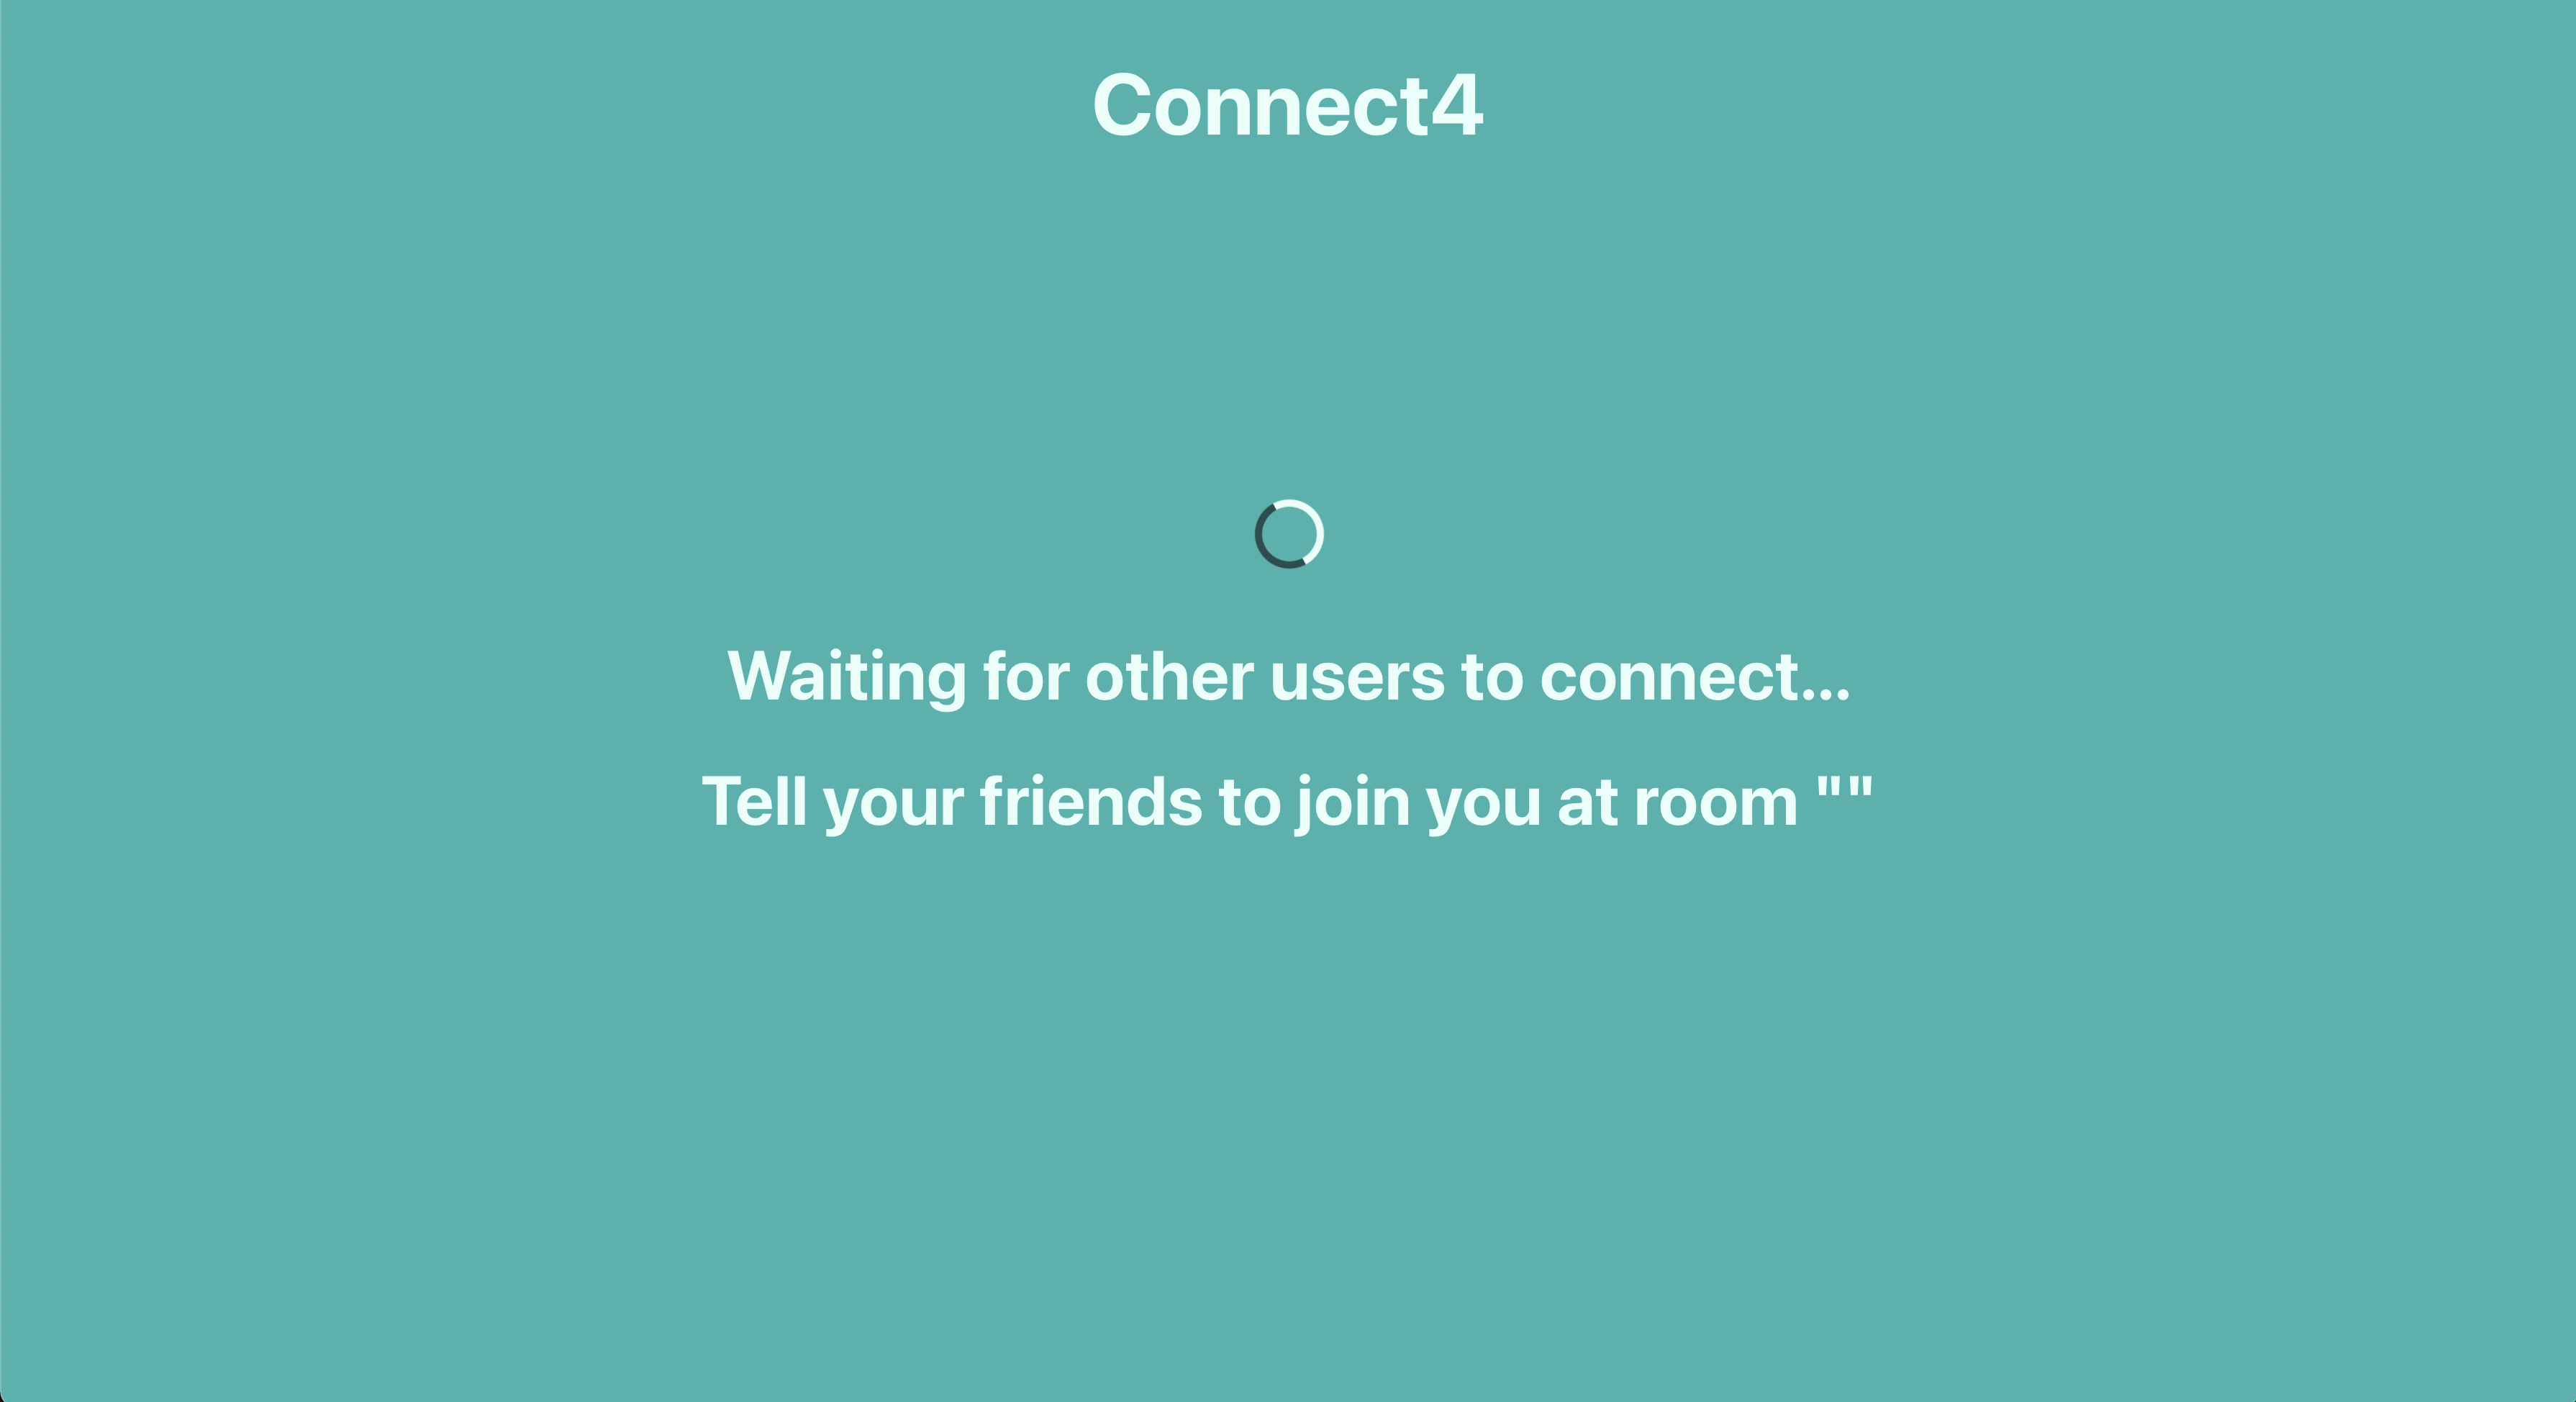 Connect4
Waiting for other users to connect...
Tell your friends to join you at room ""